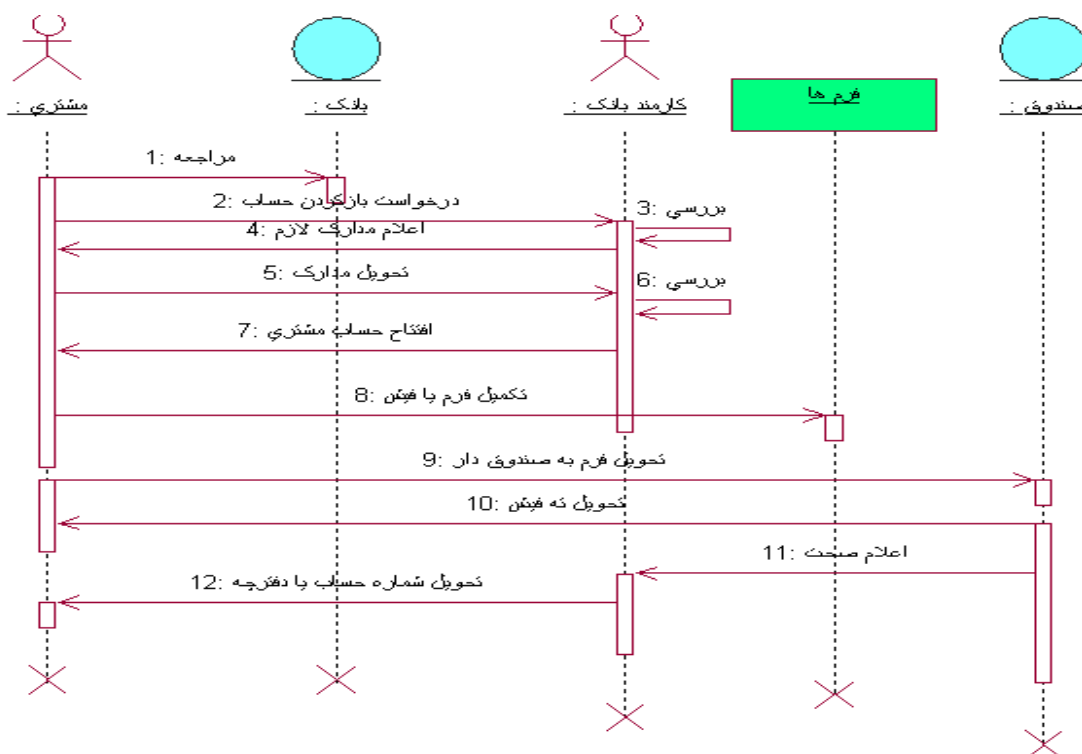 مشتري :
بانک :
کارمند بانک :
فرم ها
صندوق :
1: مراجعه
2: درخواست بازکردن حساب
3: بررسي
4: اعلام مدارک لازم
5: تحويل مدارک
6: بررسي
7: افتتاح حساب مشتري
8: تکميل فرم يا فيش
9: تحويل فرم به صندوق دار
10: تحويل ته فيش
11: اعلام صحت
12: تحويل شماره حساب يا دفترچه